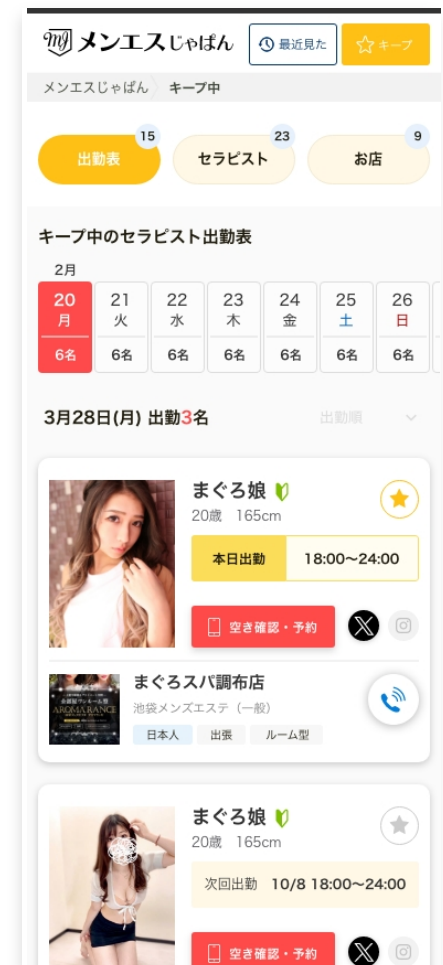 メンエスじゃぱん
最近見た
キープ
メンエスじゃぱん
キープ中
出勤表 15
セラピスト 23
お店 9
キープ中のセラピスト出勤表
2月
20 21 22 23 24 25 26
月 火 水 木 金 土 日
6名 6名 6名 6名 6名 6名 6名
3月28日(月) 出勤3名
出勤順
まぐろ娘
20歳 165cm
本日出勤 18:00~24:00
空き確認・予約
まぐろスパ調布店
池袋メンズエステ（一般）
AROMA RANCE
日本人 出張 ルーム型
まぐろ娘
20歳 165cm
次回出勤 10/8 18:00~24:00
空き確認・予約